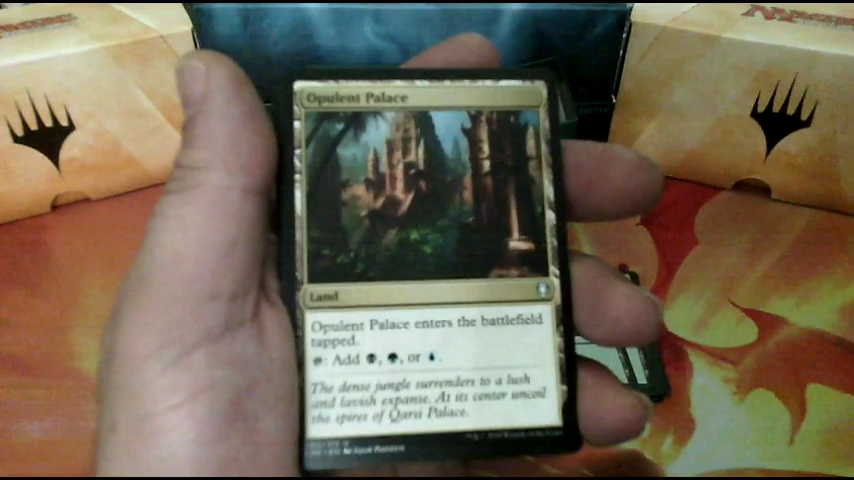 Opulent Palace
Land
Opulent Palace enters the battlefield
tapped.
: Add , , or .
The dense jungle surrenders to a lush
and lavish expanse. At its center uncoil
the spires of Qarsi Palace.